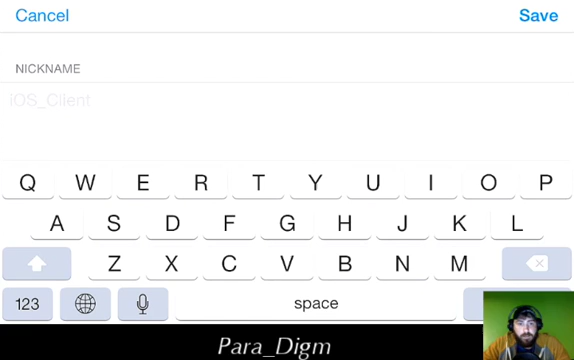 Cancel Save
NICKNAME
iOS_Client
Q W E R T Y U I O P
A S D F G H J K L
Z X C V B N M
123 space
Para_Digm